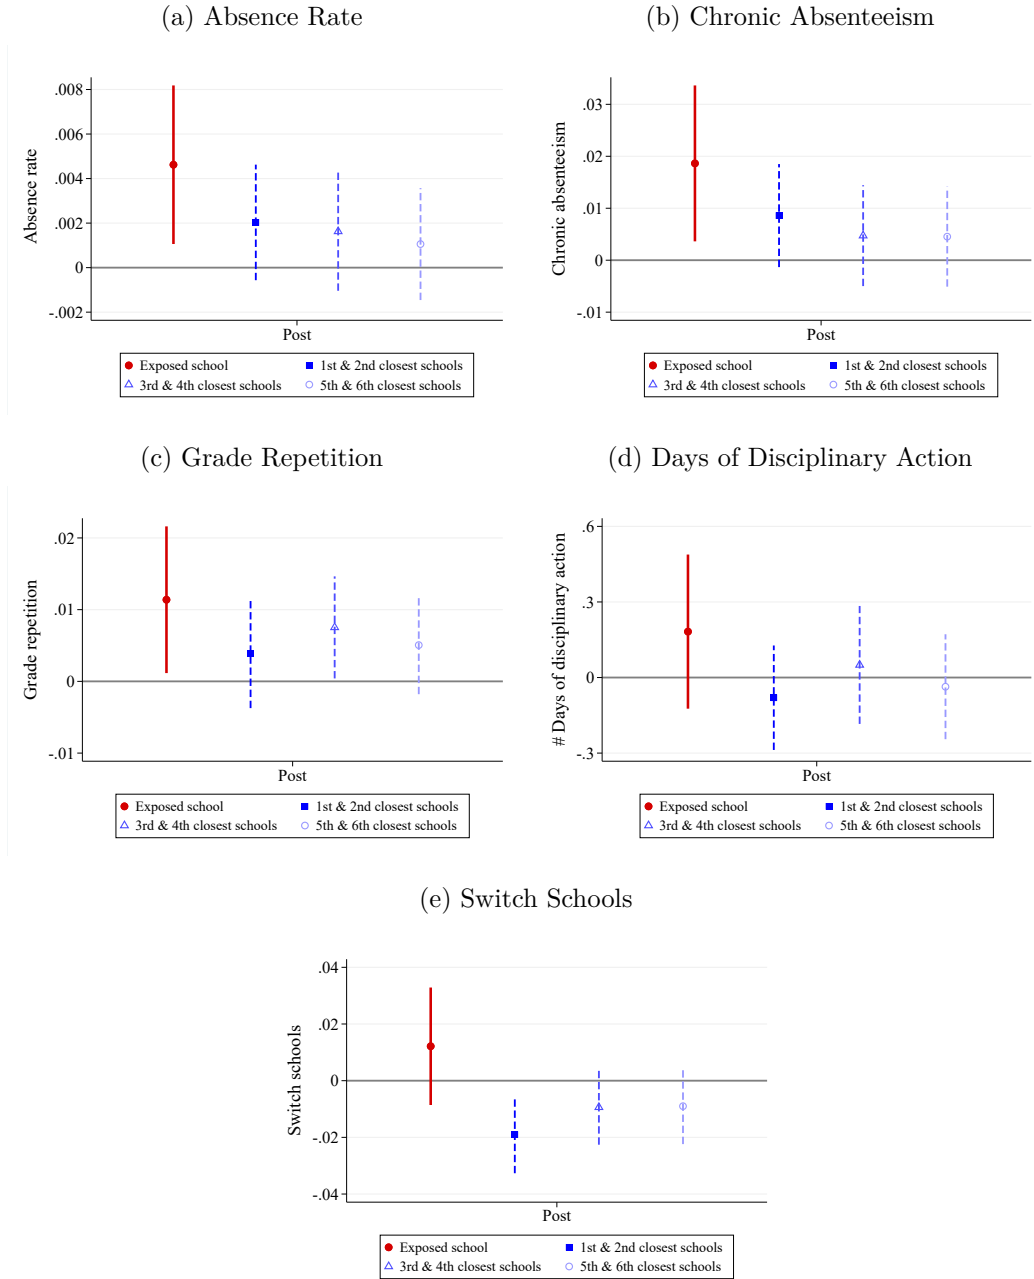 (a) Absence Rate
.008
.006
.004
.002
0
-.002
Absence rate
Post
Exposed school
1st & 2nd closest schools
3rd & 4th closest schools
5th & 6th closest schools
(b) Chronic Absenteeism
.03
.02
.01
0
-.01
Chronic absenteeism
Post
Exposed school
1st & 2nd closest schools
3rd & 4th closest schools
5th & 6th closest schools
(c) Grade Repetition
.02
.01
0
-.01
Grade repetition
Post
Exposed school
1st & 2nd closest schools
3rd & 4th closest schools
5th & 6th closest schools
(d) Days of Disciplinary Action
.6
.3
0
-.3
# Days of disciplinary action
Post
Exposed school
1st & 2nd closest schools
3rd & 4th closest schools
5th & 6th closest schools
(e) Switch Schools
.04
.02
0
-.02
-.04
Switch schools
Post
Exposed school
1st & 2nd closest schools
3rd & 4th closest schools
5th & 6th closest schools